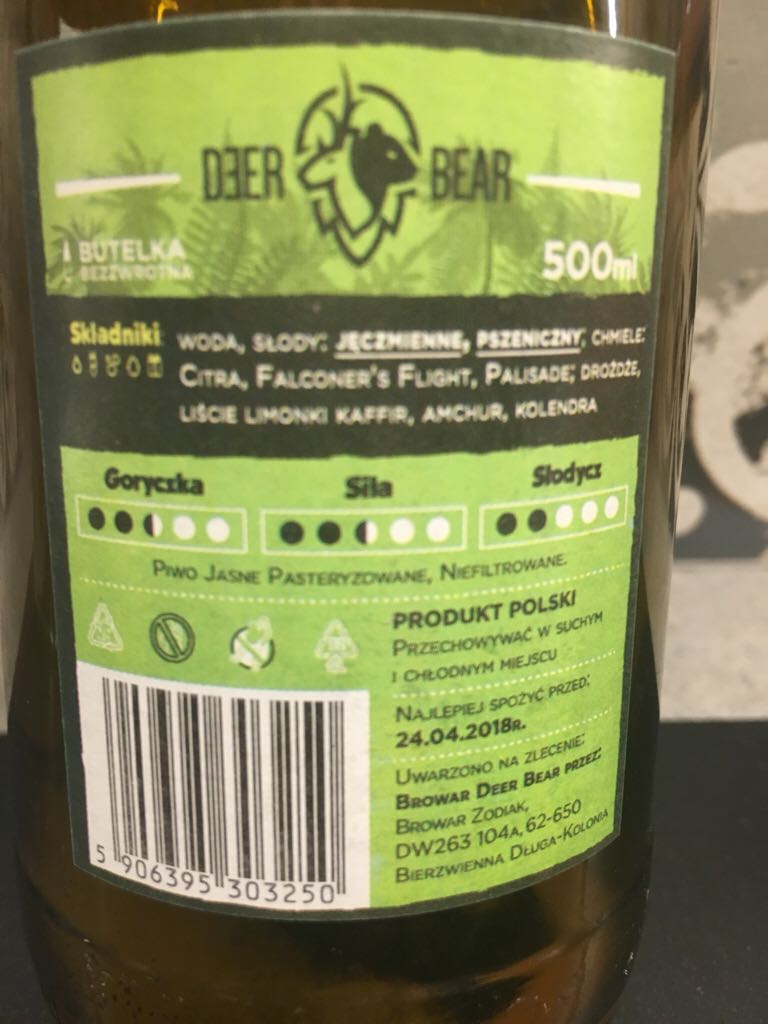 DEER BEAR
BUTELKA
BEZZWROTNA
500ml
Składniki
WODA, SŁODY: JĘCZMIENNE, PSZENICZNY; CHMIELE:
CITRA, FALCONER'S FLIGHT, PALISADE; DROŻDŻE,
LIŚCIE LIMONKI KAFFIR, AMCHUR, KOLENDRA
Goryczka Siła Słodycz
PIWO JASNE PASTERYZOWANE, NIEFILTROWANE.
PRODUKT POLSKI
PRZECHOWYWAĆ W SUCHYM
I CHŁODNYM MIEJSCU
NAJLEPIEJ SPOŻYĆ PRZED:
24.04.2018R.
UWARZONO NA ZLECENIE:
BROWAR DEER BEAR PRZEZ:
BROWAR ZODIAK,
DW263 104A, 62-650
BIERZWIENNA DŁUGA-KOLONIA
5 906395 303250